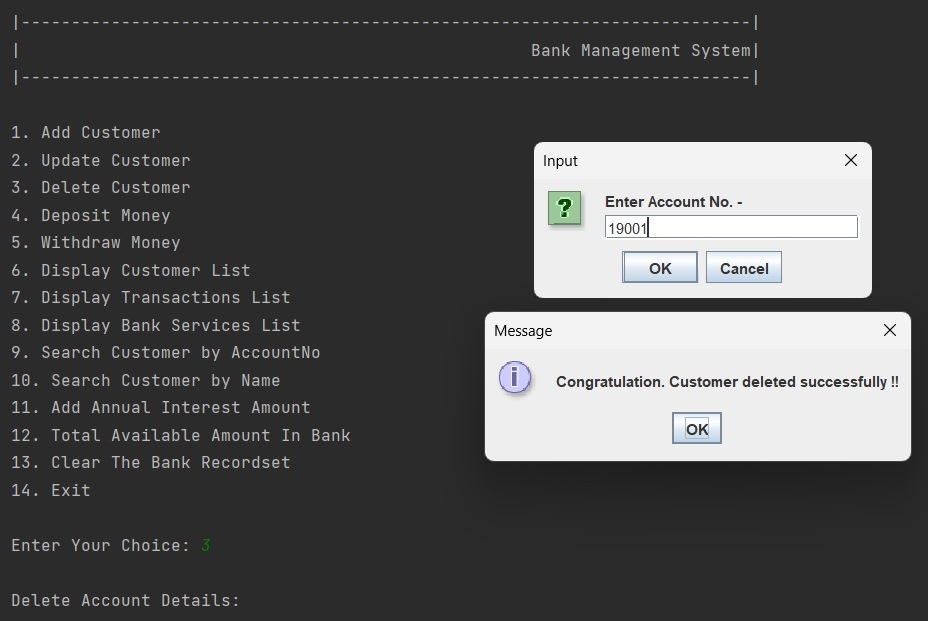 |-------------------------------------------------------------------------|
| Bank Management System|
|-------------------------------------------------------------------------|
1. Add Customer
2. Update Customer
3. Delete Customer
4. Deposit Money
5. Withdraw Money
6. Display Customer List
7. Display Transactions List
8. Display Bank Services List
9. Search Customer by AccountNo
10. Search Customer by Name
11. Add Annual Interest Amount
12. Total Available Amount In Bank
13. Clear The Bank Recordset
14. Exit
Enter Your Choice: 3
Delete Account Details:
Input
?
Enter Account No. -
19001
OK Cancel
Message
i
Congratulation. Customer deleted successfully !!
OK